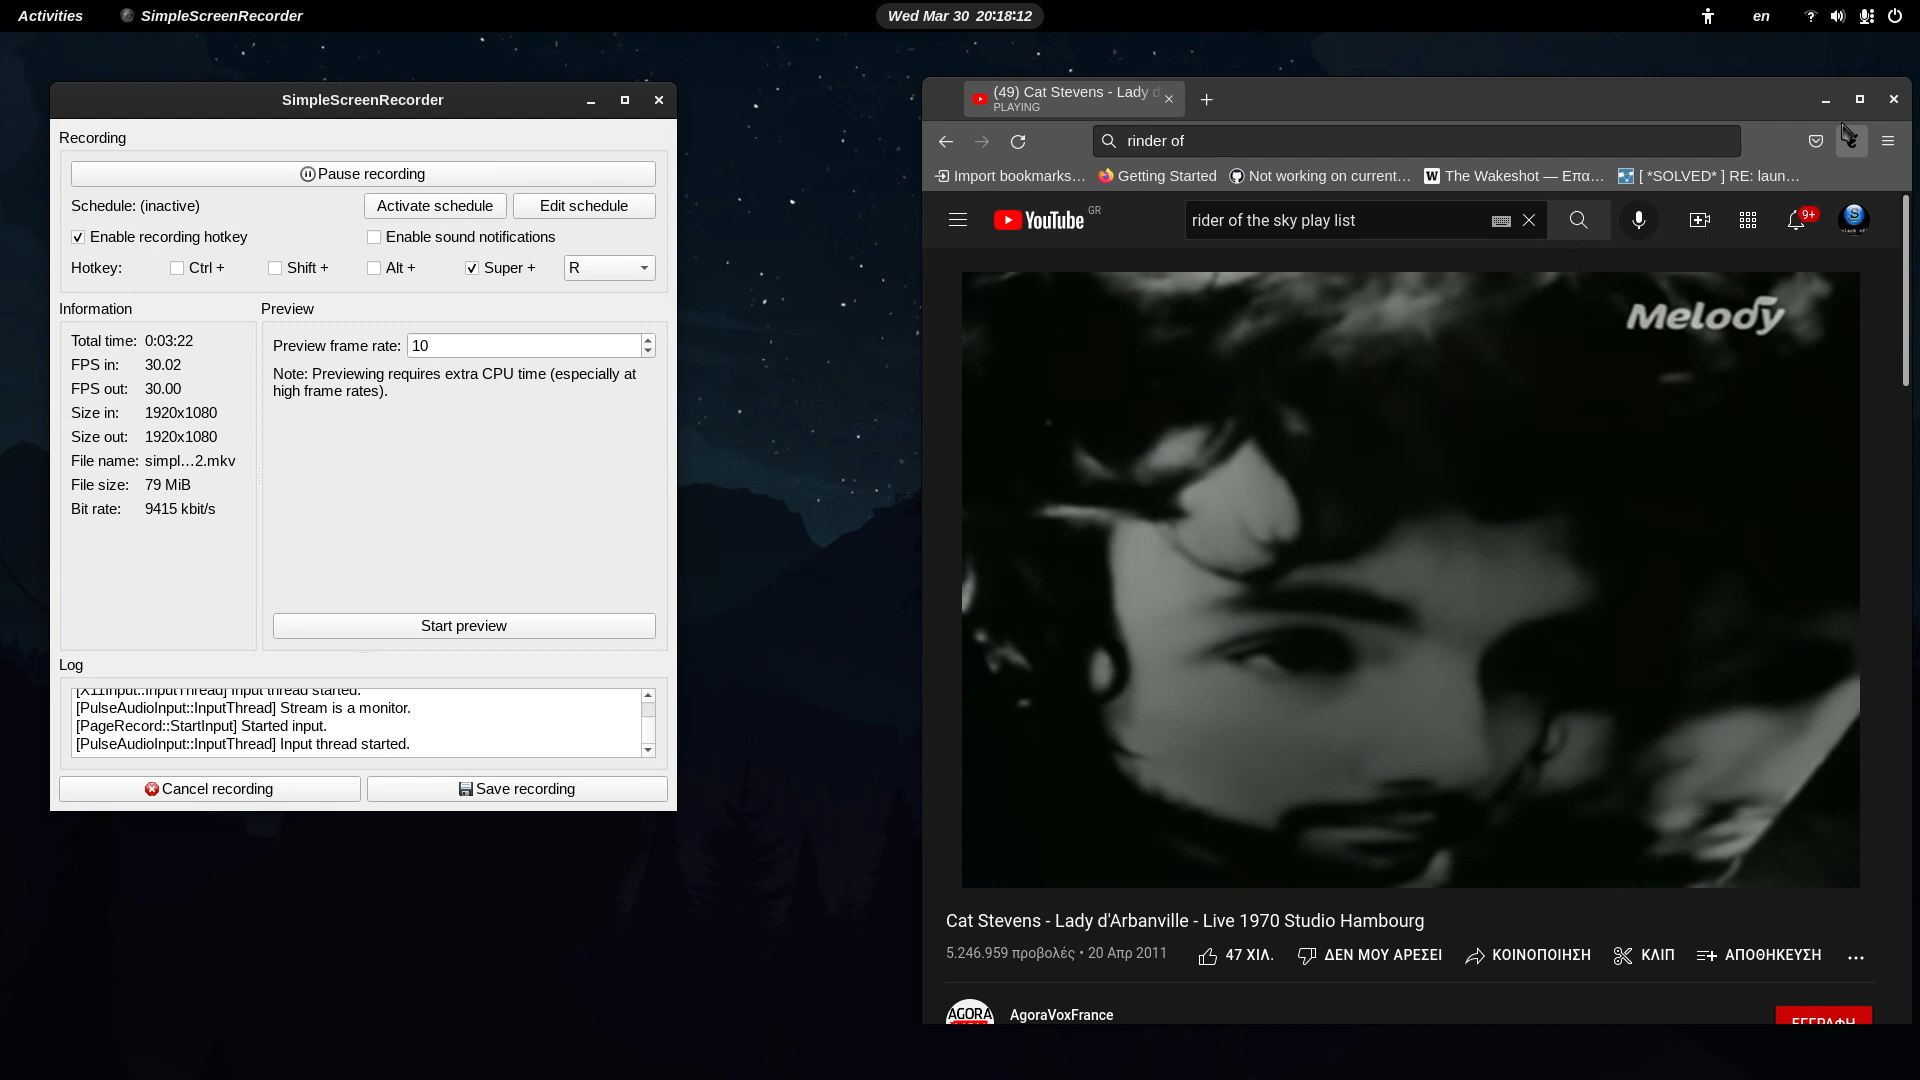 Activities
SimpleScreenRecorder
Wed Mar 30 20:18:12
en
SimpleScreenRecorder
Recording
Pause recording
Schedule: (inactive)
Activate schedule
Edit schedule
Enable recording hotkey
Enable sound notifications
Hotkey:
Ctrl +
Shift +
Alt +
Super +
R
Information
Total time: 0:03:22
FPS in: 30.02
FPS out: 30.00
Size in: 1920x1080
Size out: 1920x1080
File name: simpl…2.mkv
File size: 79 MiB
Bit rate: 9415 kbit/s
Preview
Preview frame rate: 10
Note: Previewing requires extra CPU time (especially at
high frame rates).
Start preview
Log
[X11Input::InputThread] Input thread started.
[PulseAudioInput::InputThread] Stream is a monitor.
[PageRecord::StartInput] Started input.
[PulseAudioInput::InputThread] Input thread started.
Cancel recording
Save recording
(49) Cat Stevens - Lady d
PLAYING
rinder of
Import bookmarks…
Getting Started
Not working on current…
W The Wakeshot — Επα…
[ *SOLVED* ] RE: laun…
YouTube GR
rider of the sky play list
9+
Melody
Cat Stevens - Lady d'Arbanville - Live 1970 Studio Hambourg
5.246.959 προβολές • 20 Απρ 2011
47 ΧΙΛ.
ΔΕΝ ΜΟΥ ΑΡΕΣΕΙ
ΚΟΙΝΟΠΟΙΗΣΗ
ΚΛΙΠ
ΑΠΟΘΗΚΕΥΣΗ
AGORA
AgoraVoxFrance
ΕΓΓΡΑΦΗ